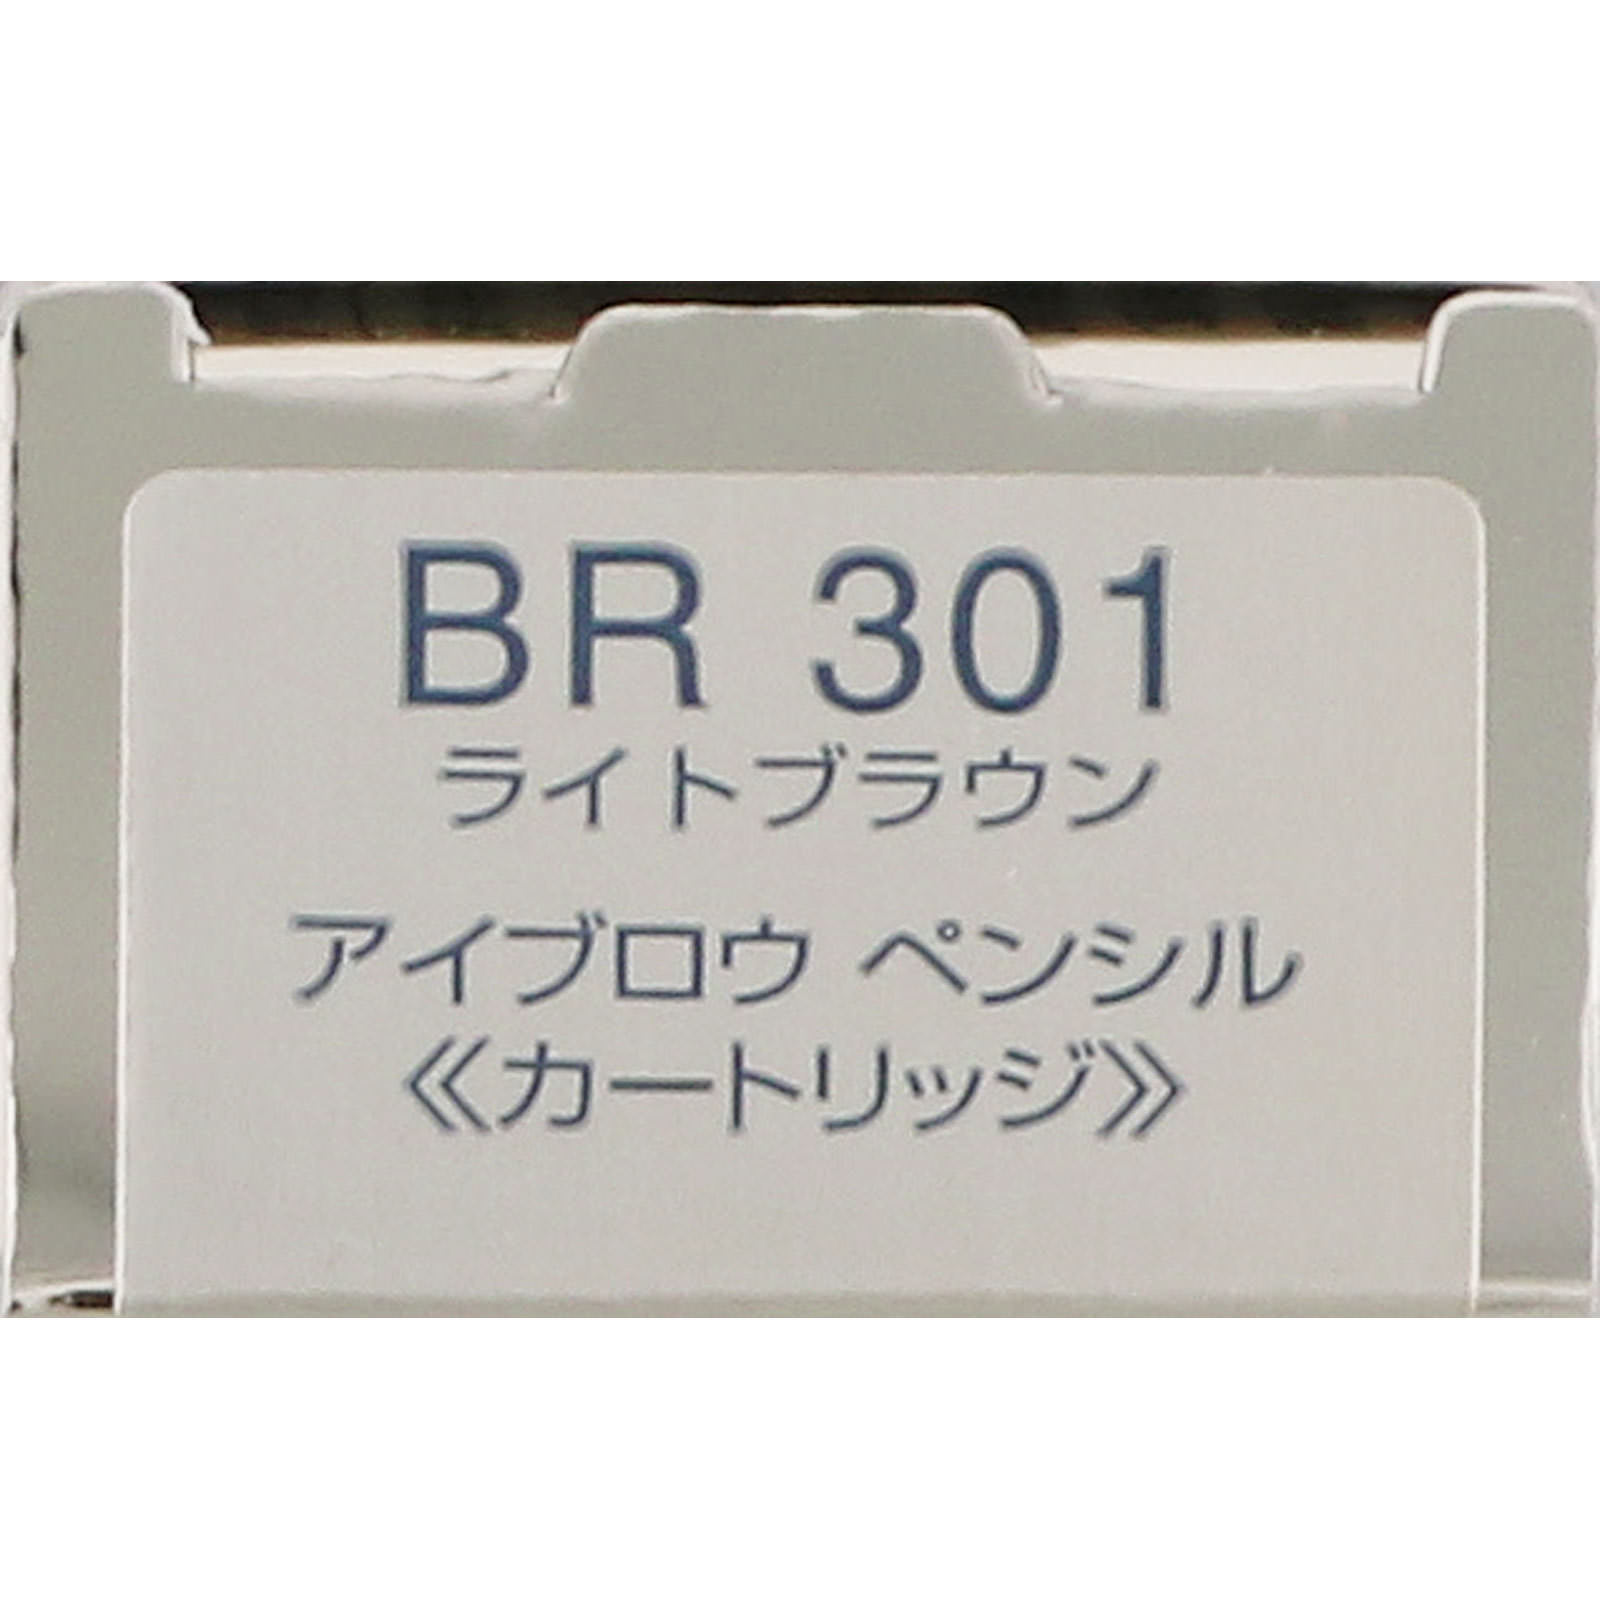 BR 301
ライトブラウン
アイブロウ ペンシル
《カートリッジ》